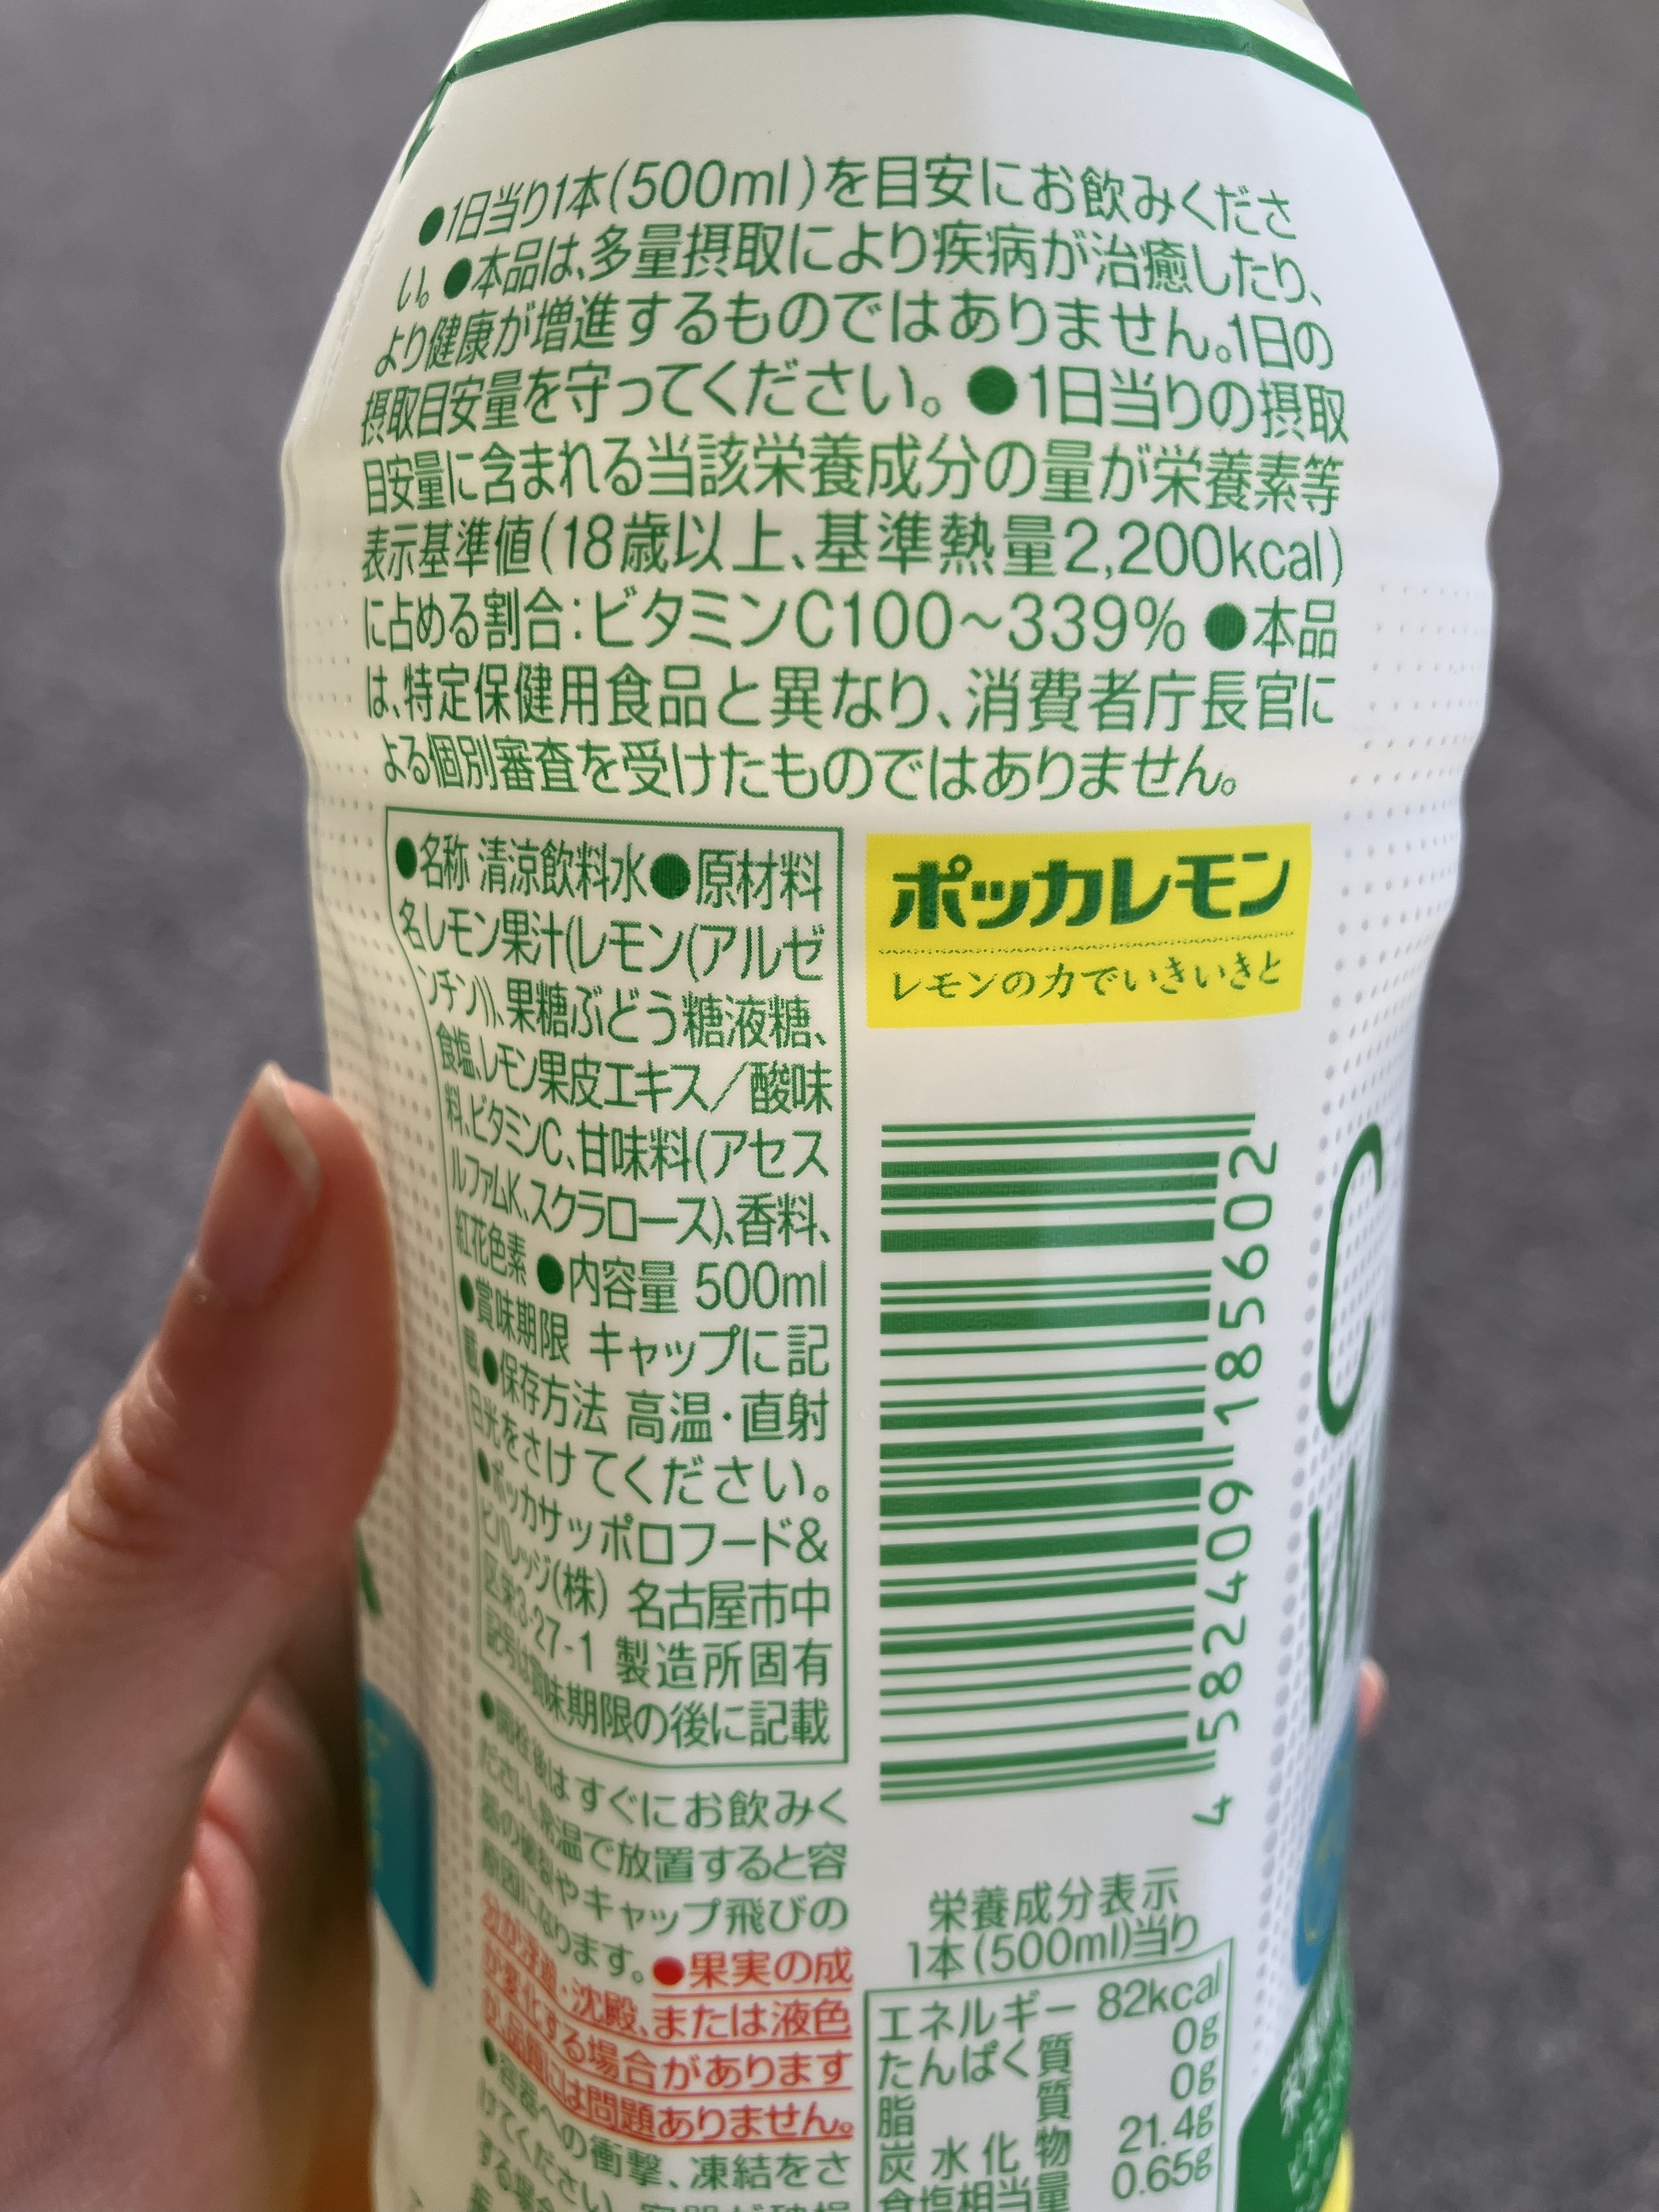 ●1日当り1本(500ml)を目安にお飲みくださ
い。●本品は、多量摂取により疾病が治癒したり、
より健康が増進するものではありません。1日の
摂取目安量を守ってください。●1日当りの摂取
目安量に含まれる当該栄養成分の量が栄養素等
表示基準値(18歳以上、基準熱量2,200kcal)
に占める割合:ビタミンC100~339% ●本品
は、特定保健用食品と異なり、消費者庁長官に
よる個別審査を受けたものではありません。
●名称 清涼飲料水●原材料
名レモン果汁(レモン(アルゼ
ンチン))、果糖ぶどう糖液糖、
食塩、レモン果皮エキス/酸味
料、ビタミンC、甘味料(アセス
ルファムK、スクラロース)、香料、
紅花色素 ●内容量 500ml
●賞味期限 キャップに記
載●保存方法 高温・直射
日光をさけてください。
●ポッカサッポロフード&
ビバレッジ(株) 名古屋市中
区栄3-27-1 製造所固有
記号は賞味期限の後に記載
●開栓後はすぐにお飲みく
ださい。常温で放置すると容
器の破裂やキャップ飛びの
原因になります。●果実の成
分が浮遊・沈殿、または液色
が変化する場合があります
が、品質には問題ありません。
●容器への衝撃、凍結をさ
けてください。
する場合
ポッカレモン
レモンの力でいきいきと
4 582409 185602
栄養成分表示
1本(500ml)当り
エネルギー 82kcal
たんぱく質 0g
脂質 0g
炭水化物 21.4g
食塩相当量 0.65g
C